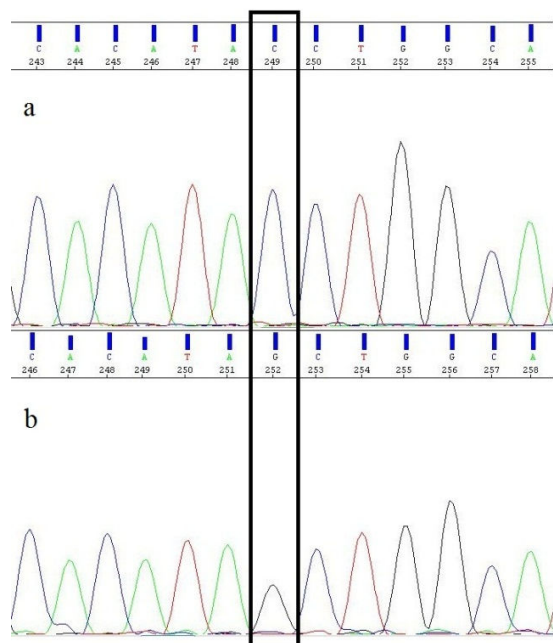 C A C A T A C C T G G C A
243 244 245 246 247 248 249 250 251 252 253 254 255
a
C A C A T A G C T G G C A
246 247 248 249 250 251 252 253 254 255 256 257 258
b